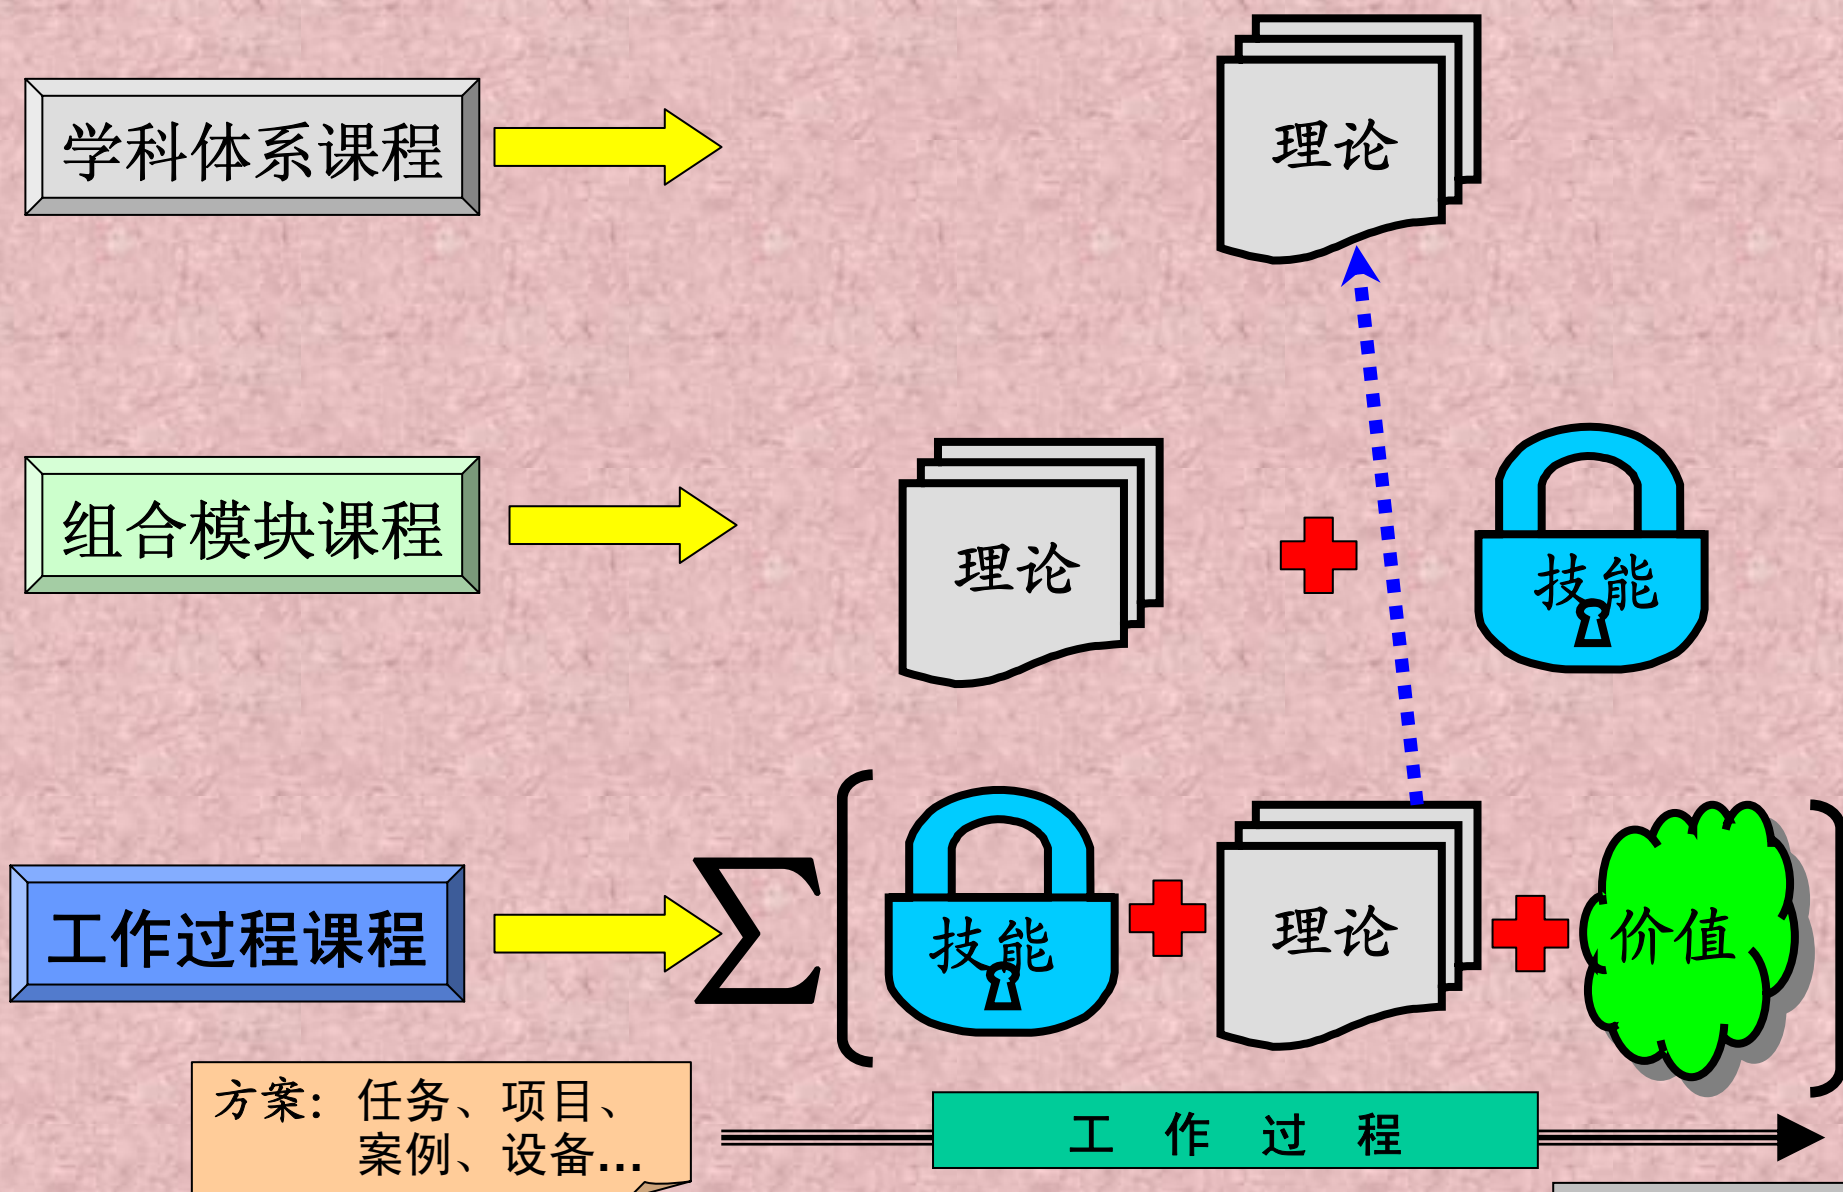 学科体系课程
理论
组合模块课程
理论
技能
工作过程课程
∑
技能
理论
价值
方案：任务、项目、
案例、设备...
工 作 过 程